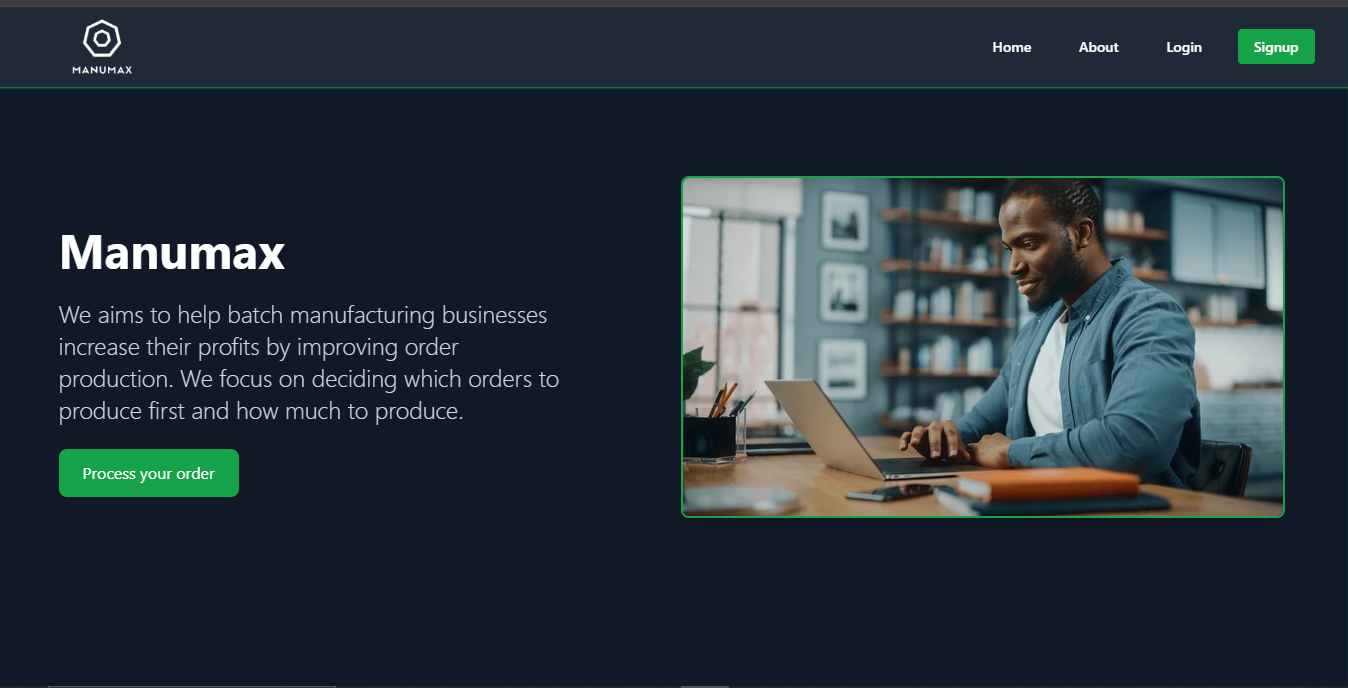 MANUMAX
Home
About
Login
Signup
Manumax
We aims to help batch manufacturing businesses
increase their profits by improving order
production. We focus on deciding which orders to
produce first and how much to produce.
Process your order